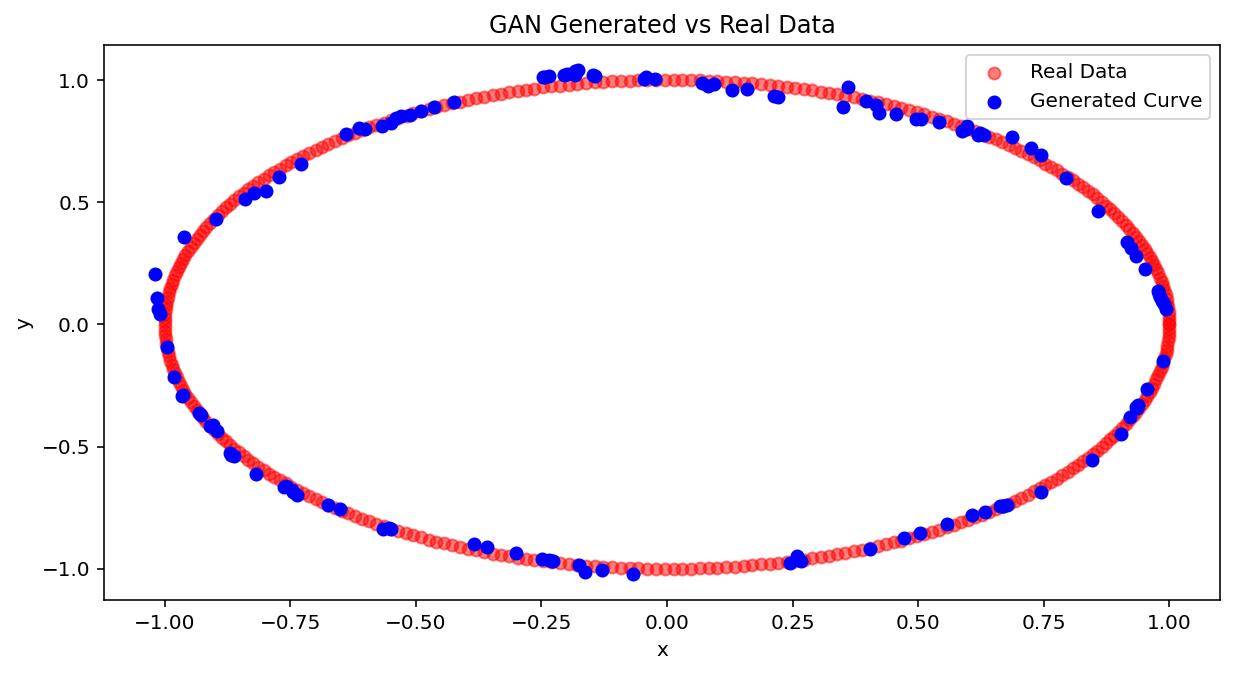 GAN Generated vs Real Data
Real Data
Generated Curve
1.0
0.5
0.0
−0.5
−1.0
y
−1.00 −0.75 −0.50 −0.25 0.00 0.25 0.50 0.75 1.00
x